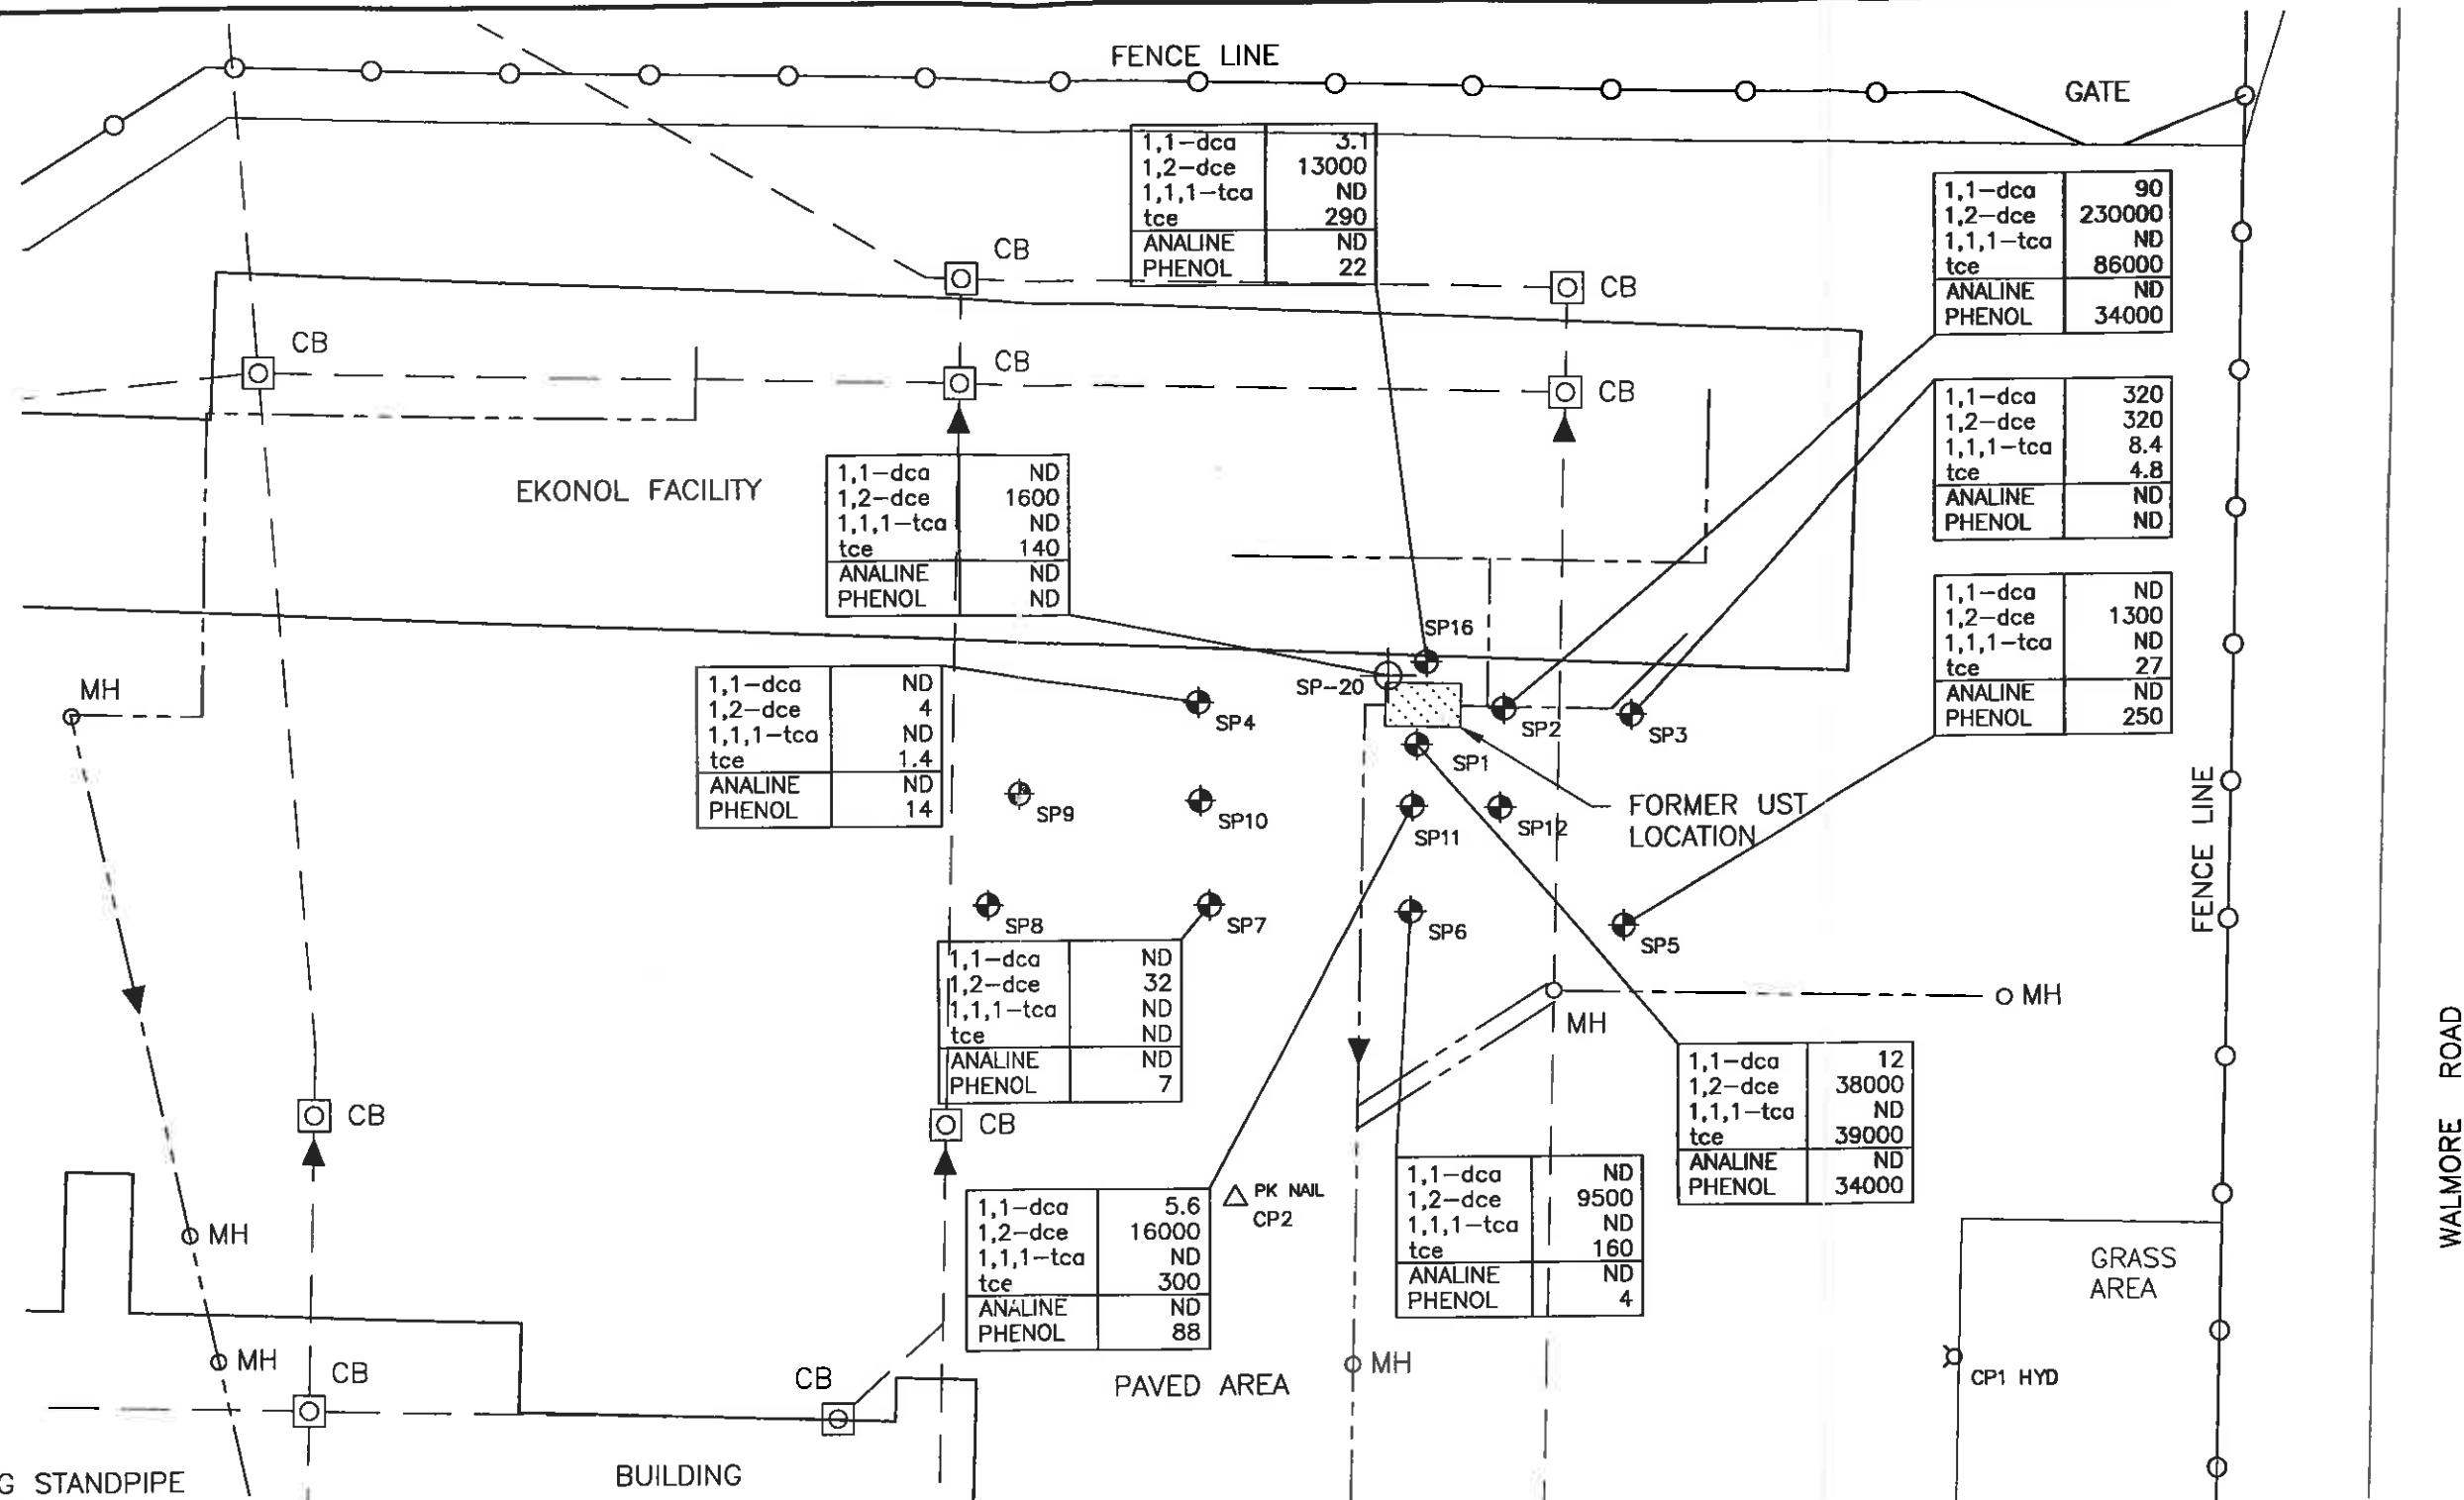 FENCE LINE
GATE
1,1-dca 3.1
1,2-dce 13000
1,1,1-tca ND
tce 290
ANALINE ND
PHENOL 22
1,1-dca 90
1,2-dce 230000
1,1,1-tca ND
tce 86000
ANALINE ND
PHENOL 34000
CB
CB
CB
CB
CB
1,1-dca 320
1,2-dce 320
1,1,1-tca 8.4
tce 4.8
ANALINE ND
PHENOL ND
EKONOL FACILITY
1,1-dca ND
1,2-dce 1600
1,1,1-tca ND
tce 140
ANALINE ND
PHENOL ND
1,1-dca ND
1,2-dce 1300
1,1,1-tca ND
tce 27
ANALINE ND
PHENOL 250
SP16
SP-20
MH
1,1-dca ND
1,2-dce 4
1,1,1-tca ND
tce 1.4
ANALINE ND
PHENOL 14
SP4
SP2
SP3
SP1
FORMER UST
LOCATION
SP9
SP10
SP11
SP12
FENCE LINE
SP8
SP7
SP6
SP5
1,1-dca ND
1,2-dce 32
1,1,1-tca ND
tce ND
ANALINE ND
PHENOL 7
MH
MH
WALMORE ROAD
1,1-dca 12
1,2-dce 38000
1,1,1-tca ND
tce 39000
ANALINE ND
PHENOL 34000
CB
CB
1,1-dca 5.6
1,2-dce 16000
1,1,1-tca ND
tce 300
ANALINE ND
PHENOL 88
PK NAIL
CP2
1,1-dca ND
1,2-dce 9500
1,1,1-tca ND
tce 160
ANALINE ND
PHENOL 4
GRASS
AREA
MH
MH
CB
CB
PAVED AREA
MH
CP1 HYD
G STANDPIPE
BUILDING